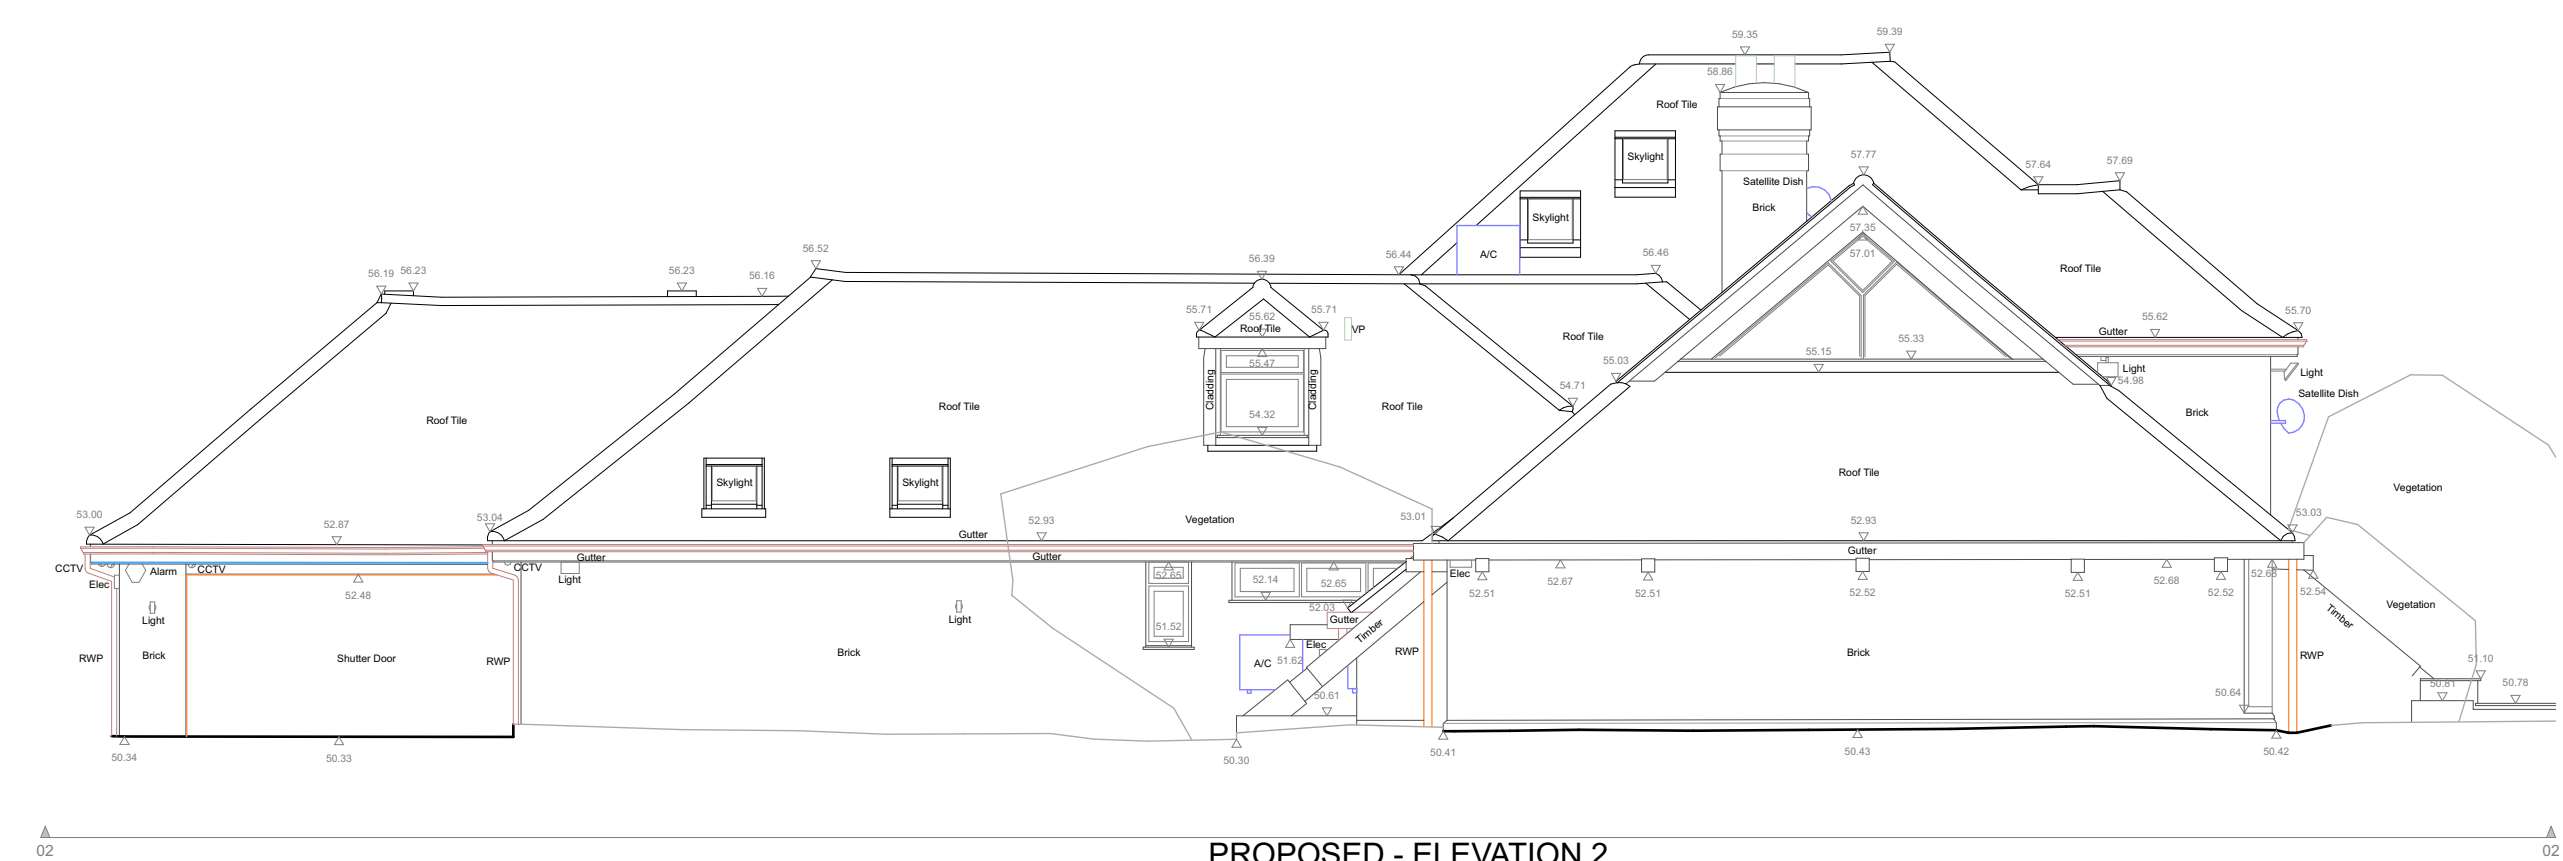 59.35
59.39
58.86
Roof Tile
Skylight
57.77
57.64
57.69
Satellite Dish
Brick
Skylight
57.35
57.01
A/C
56.52
56.39
56.44
56.46
56.19
56.23
56.23
56.16
Roof Tile
55.71
55.62
55.71
Roof Tile
VP
Roof Tile
55.62
55.70
Gutter
55.47
55.15
55.33
55.03
Light
54.98
Light
Cladding
Cladding
54.71
54.32
Satellite Dish
Roof Tile
Roof Tile
Roof Tile
Brick
Roof Tile
Skylight
Skylight
Vegetation
53.00
52.87
53.04
Gutter
52.93
Vegetation
53.01
52.93
53.03
CCTV
Alarm
CCTV
CCTV
Gutter
Gutter
Gutter
Elec
Light
52.65
52.14
52.65
Elec
52.51
52.67
52.51
52.52
52.51
52.68
52.52
52.68
52.54
52.48
Light
Light
52.03
Gutter
51.52
Timber
Timber
Vegetation
RWP
Brick
Shutter Door
RWP
Brick
A/C
51.62
Elec
RWP
Brick
RWP
51.10
50.61
50.64
50.81
50.78
50.34
50.33
50.30
50.41
50.43
50.42
02
02
PROPOSED - ELEVATION 2